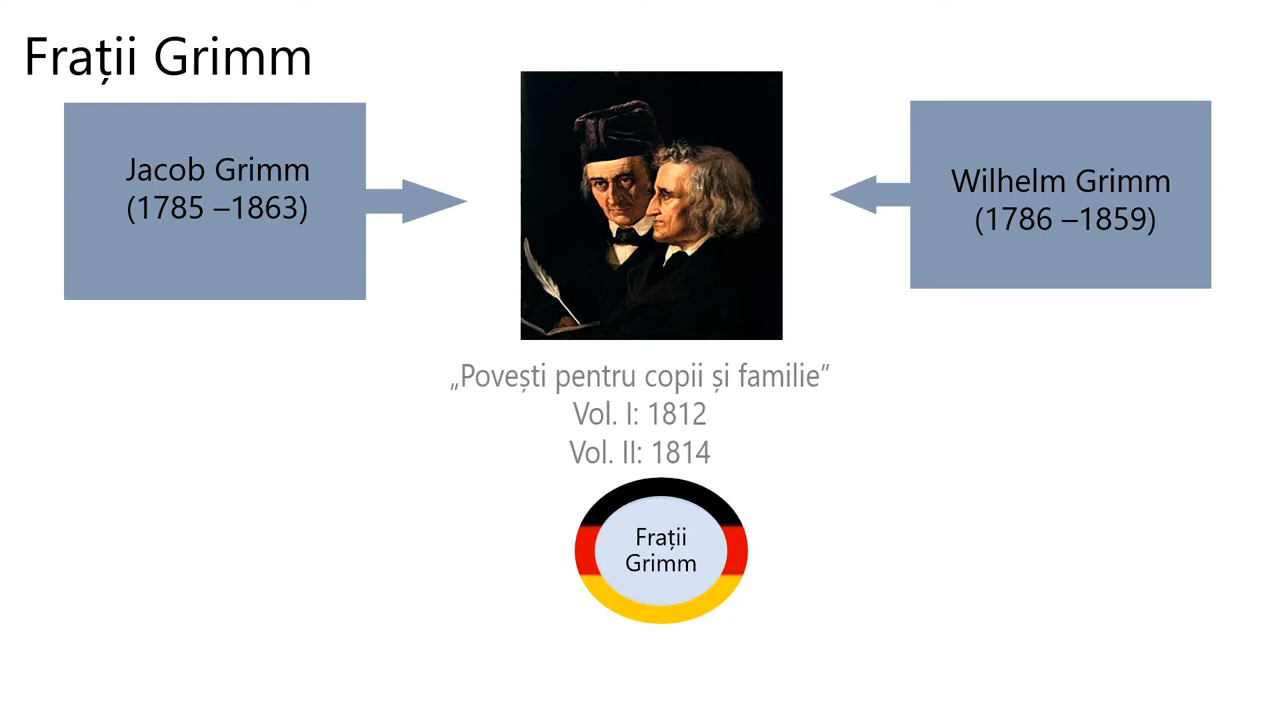 Frații Grimm
Jacob Grimm
(1785 –1863)
Wilhelm Grimm
(1786 –1859)
„Povești pentru copii și familie”
Vol. I: 1812
Vol. II: 1814
Frații
Grimm